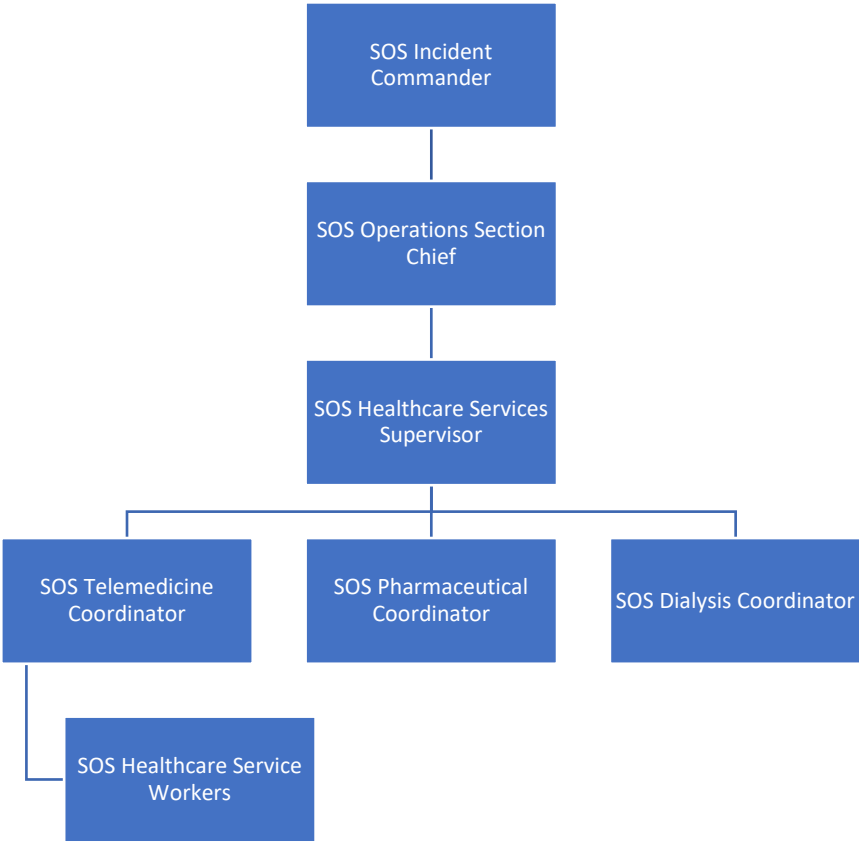 SOS Incident
Commander
SOS Operations Section
Chief
SOS Healthcare Services
Supervisor
SOS Telemedicine
Coordinator
SOS Pharmaceutical
Coordinator
SOS Dialysis Coordinator
SOS Healthcare Service
Workers